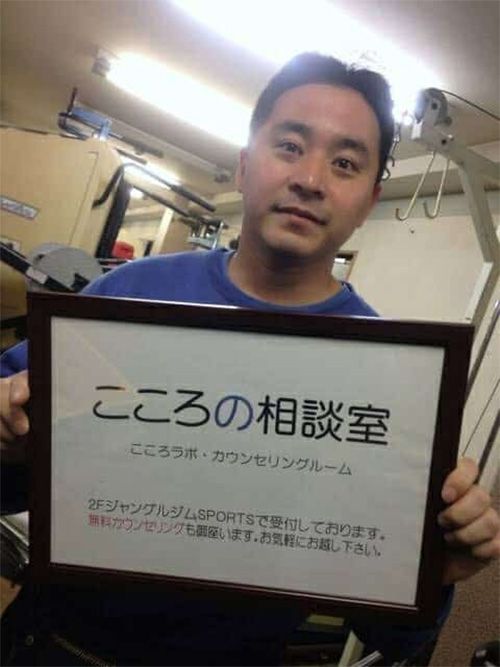 こころの相談室
こころラボ・カウンセリングルーム
2FジャングルジムSPORTSで受付しております。
無料カウンセリングも御座います。お気軽にお越し下さい。